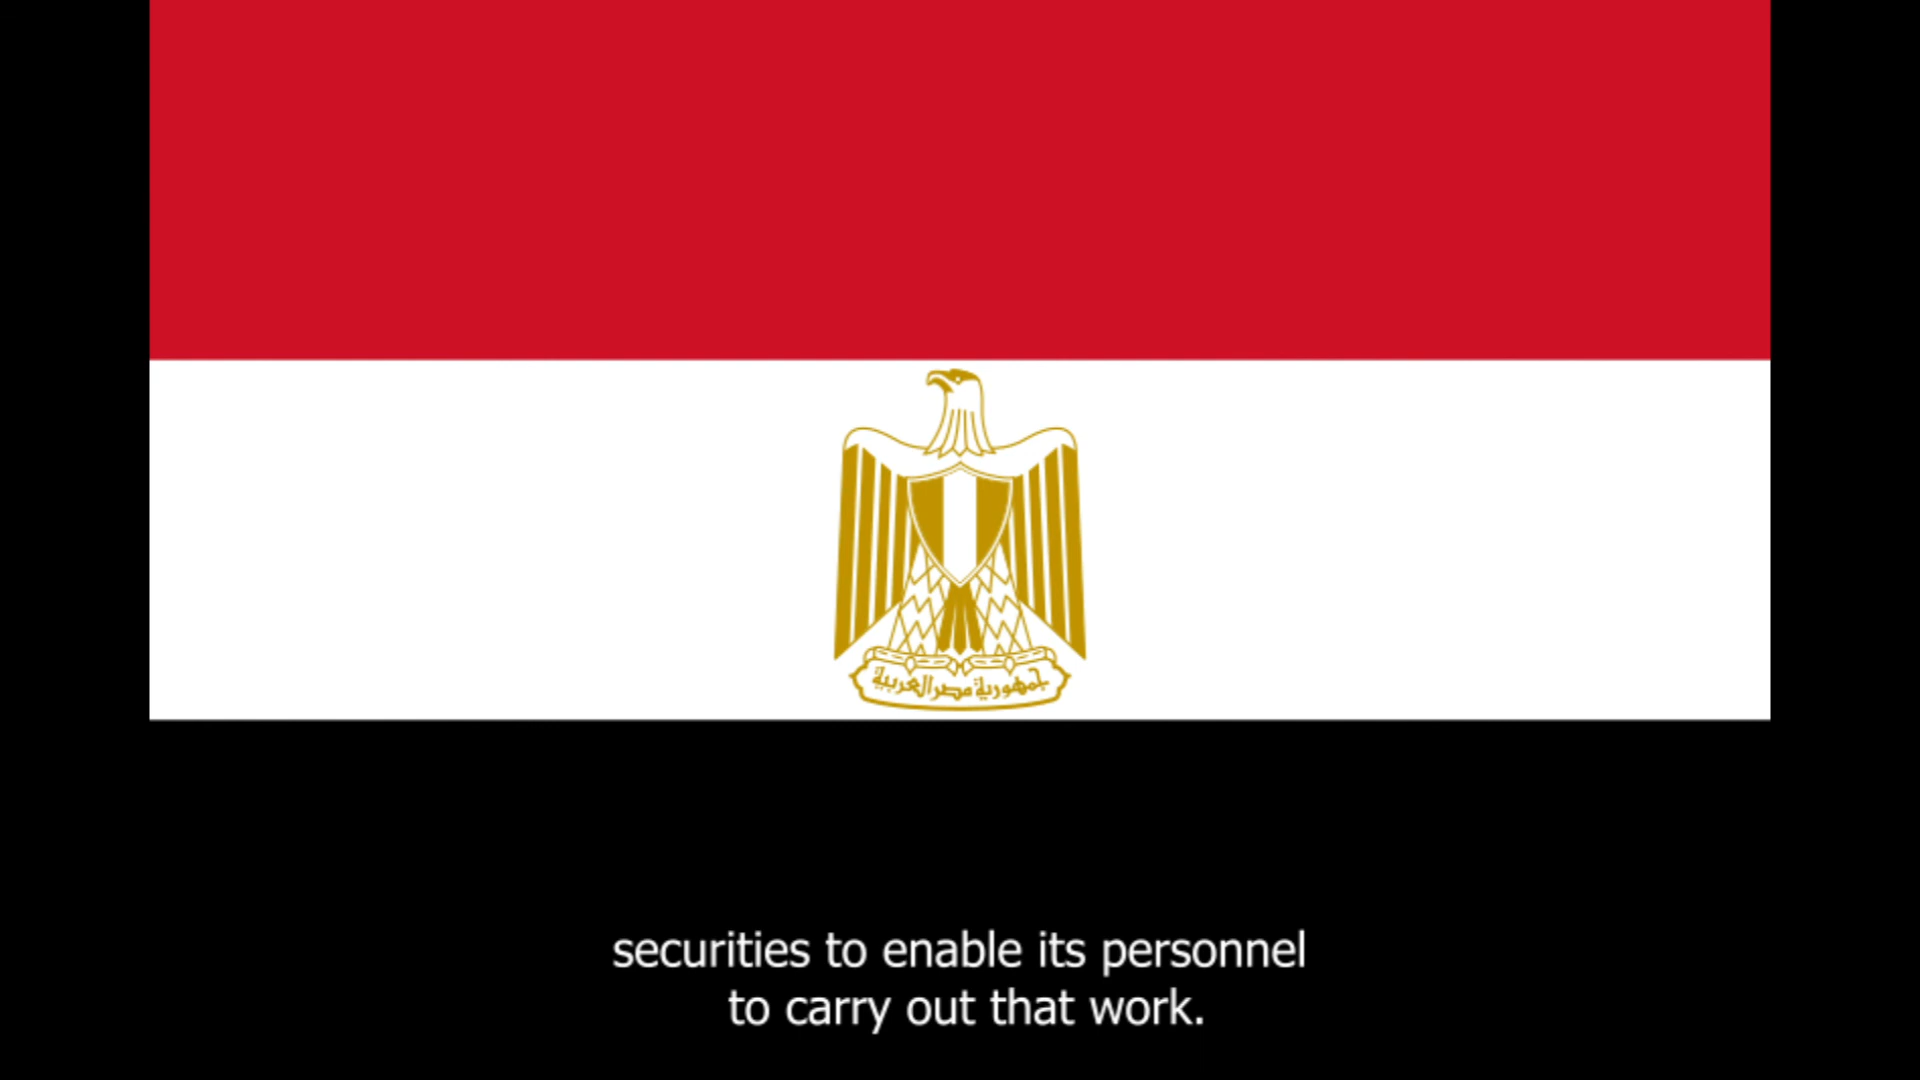 جمهورية مصر العربية
securities to enable its personnel
to carry out that work.